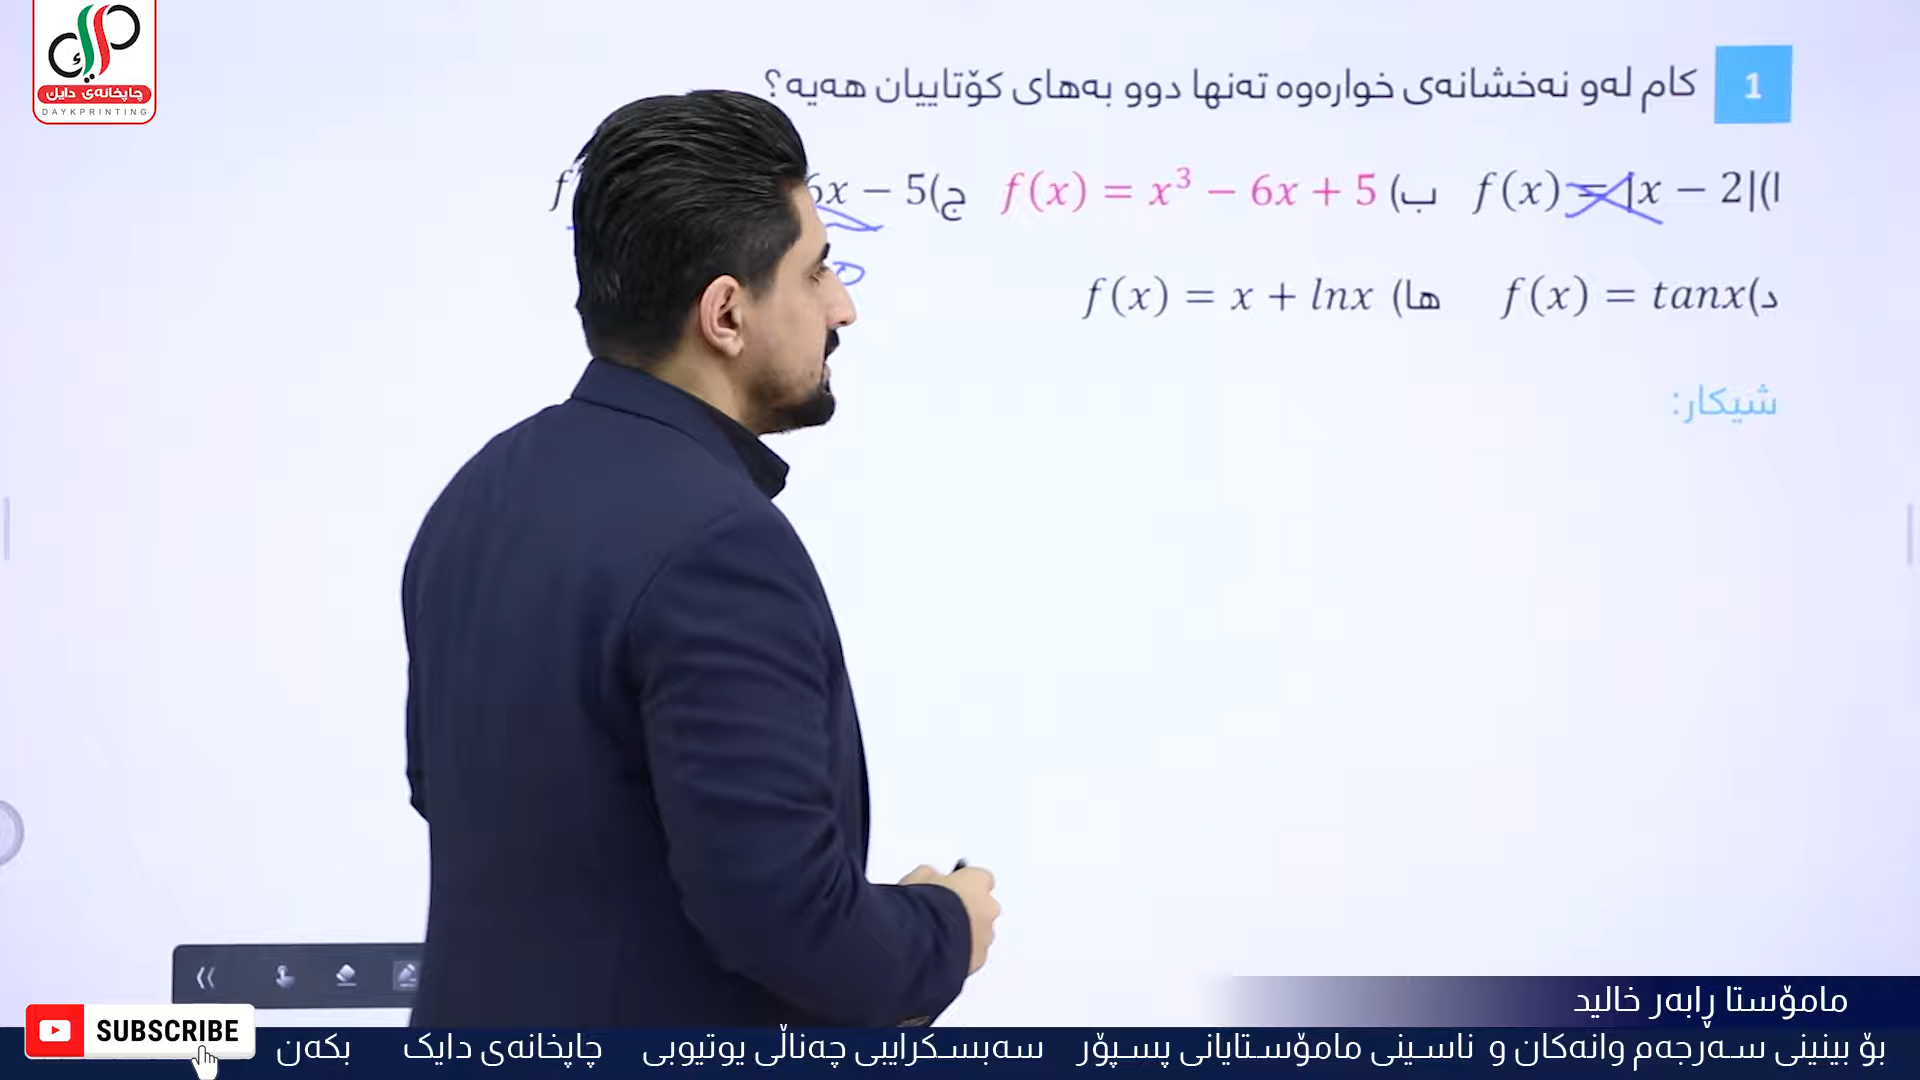 چاپخانەی دایك
DAYKPRINTING
1 کام لەو نەخشانەی خوارەوە تەنها دوو بەهای کۆتاییان هەیە؟
ا) f(x) = |x − 2| ب) f(x) = x³ − 6x + 5 ج) 6x − 5
د) f(x) = tanx ها) f(x) = x + lnx
شیکار:
مامۆستا ڕابەر خالید
SUBSCRIBE
بۆ بینینی سەرجەم وانەکان و ناسینی مامۆستایانی پسپۆر سەبسکرایبی چەناڵی یوتیوبی چاپخانەی دایک بکەن